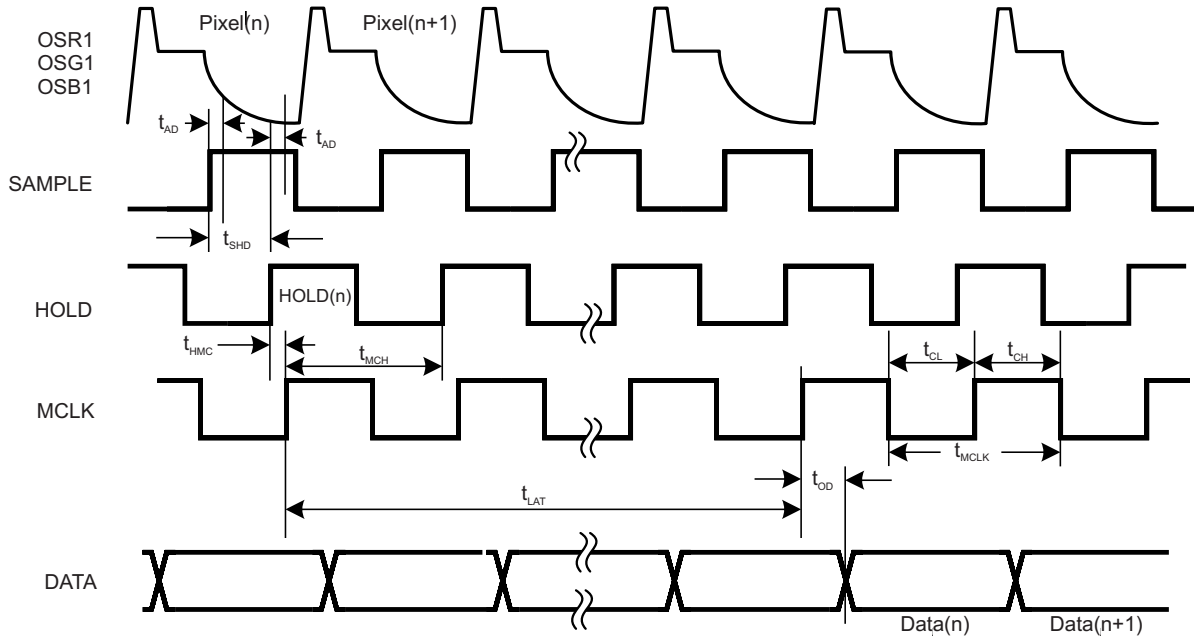 Pixel(n) Pixel(n+1)
OSR1
OSG1
OSB1
tAD tAD
SAMPLE
tSHD
HOLD
HOLD(n)
tHMC tMCH tCL tCH
MCLK
tMCLK
tOD
tLAT
DATA
Data(n) Data(n+1)